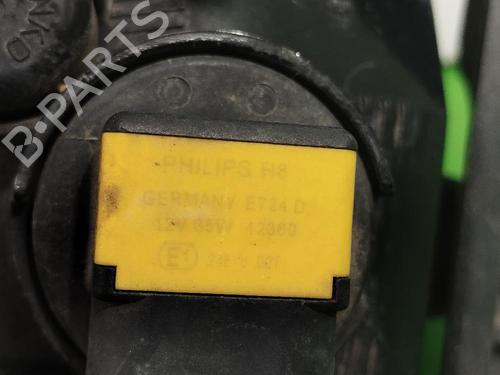 B-PARTS
PHILIPS H8
GERMANY E724 D
12V 35W 12360
E1